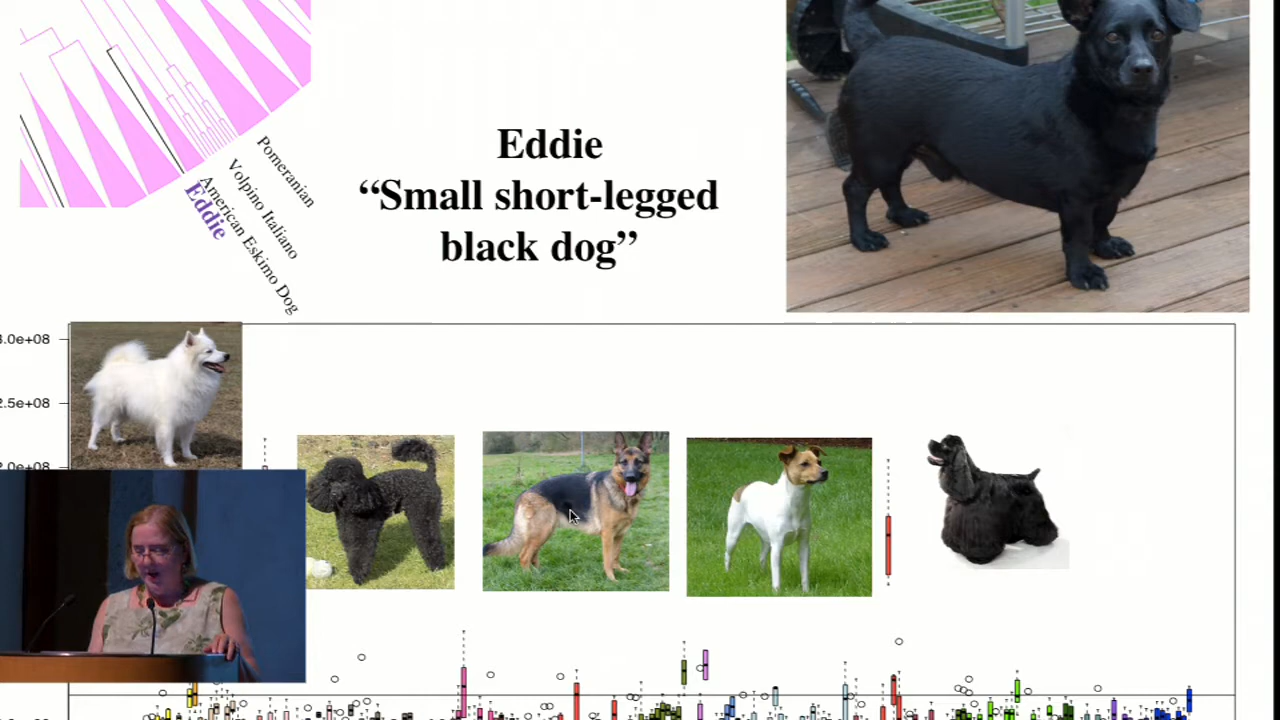 Pomeranian
Volpino Italiano
American Eskimo Dog
Eddie
Eddie
“Small short-legged
black dog”
3.0e+08
2.5e+08
2.0e+08